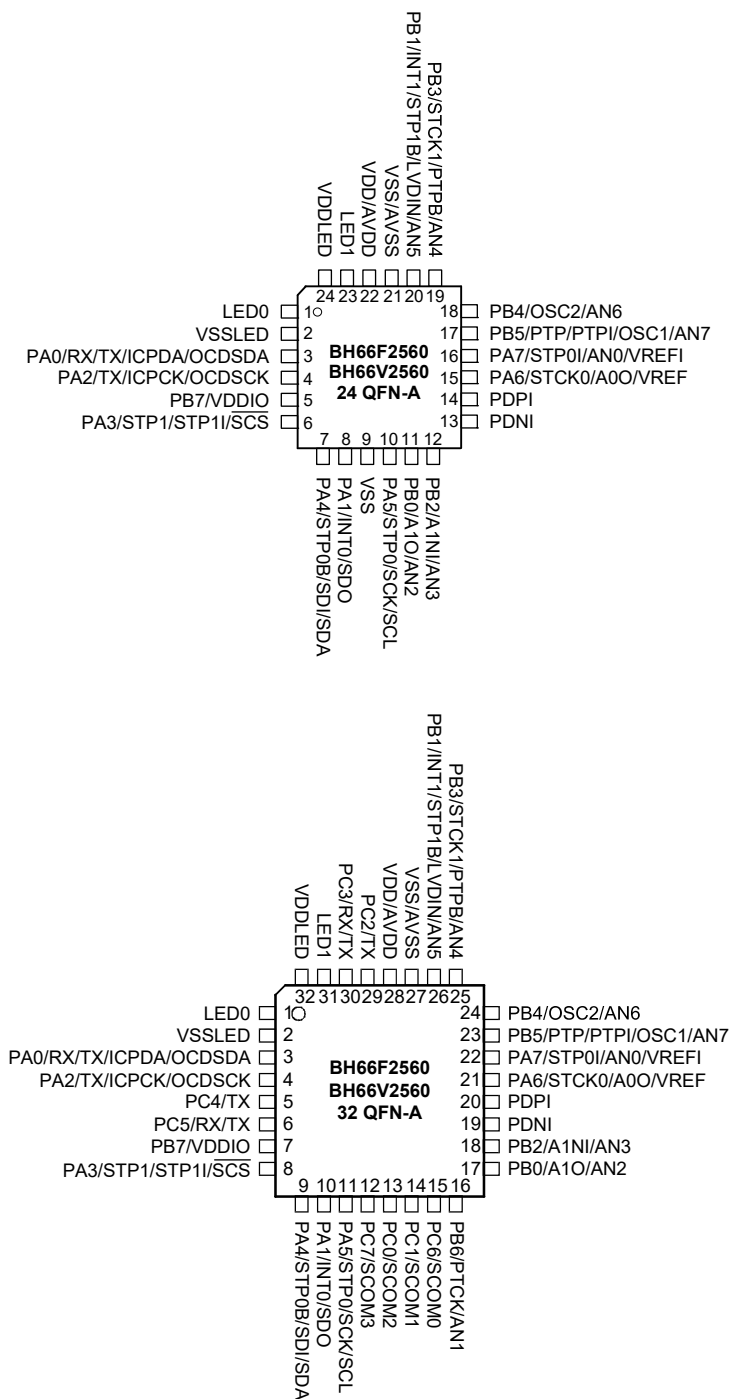 PB1/INT1/STP1B/LVDIN/AN5
PB3/STCK1/PTPB/AN4
VDDLED
LED1
VDD/AVDD
VSS/AVSS
24 23 22 21 20 19
LED0 1 18 PB4/OSC2/AN6
VSSLED 2 17 PB5/PTP/PTPI/OSC1/AN7
PA0/RX/TX/ICPDA/OCDSDA 3 BH66F2560 16 PA7/STP0I/AN0/VREFI
PA2/TX/ICPCK/OCDSCK 4 BH66V2560 15 PA6/STCK0/A0O/VREF
PB7/VDDIO 5 24 QFN-A 14 PDPI
PA3/STP1/STP1I/SCS 6 13 PDNI
7 8 9 10 11 12
PA4/STP0B/SDI/SDA
PA1/INT0/SDO
VSS
PA5/STP0/SCK/SCL
PB0/A1O/AN2
PB2/A1NI/AN3
VDDLED
LED1
PC3/RX/TX
PC2/TX
VDD/AVDD
VSS/AVSS
PB1/INT1/STP1B/LVDIN/AN5
PB3/STCK1/PTPB/AN4
32 31 30 29 28 27 26 25
LED0 1 24 PB4/OSC2/AN6
VSSLED 2 23 PB5/PTP/PTPI/OSC1/AN7
PA0/RX/TX/ICPDA/OCDSDA 3 BH66F2560 22 PA7/STP0I/AN0/VREFI
PA2/TX/ICPCK/OCDSCK 4 BH66V2560 21 PA6/STCK0/A0O/VREF
PC4/TX 5 32 QFN-A 20 PDPI
PC5/RX/TX 6 19 PDNI
PB7/VDDIO 7 18 PB2/A1NI/AN3
PA3/STP1/STP1I/SCS 8 17 PB0/A1O/AN2
9 10 11 12 13 14 15 16
PA4/STP0B/SDI/SDA
PA1/INT0/SDO
PA5/STP0/SCK/SCL
PC7/SCOM3
PC0/SCOM2
PC1/SCOM1
PC6/SCOM0
PB6/PTCK/AN1